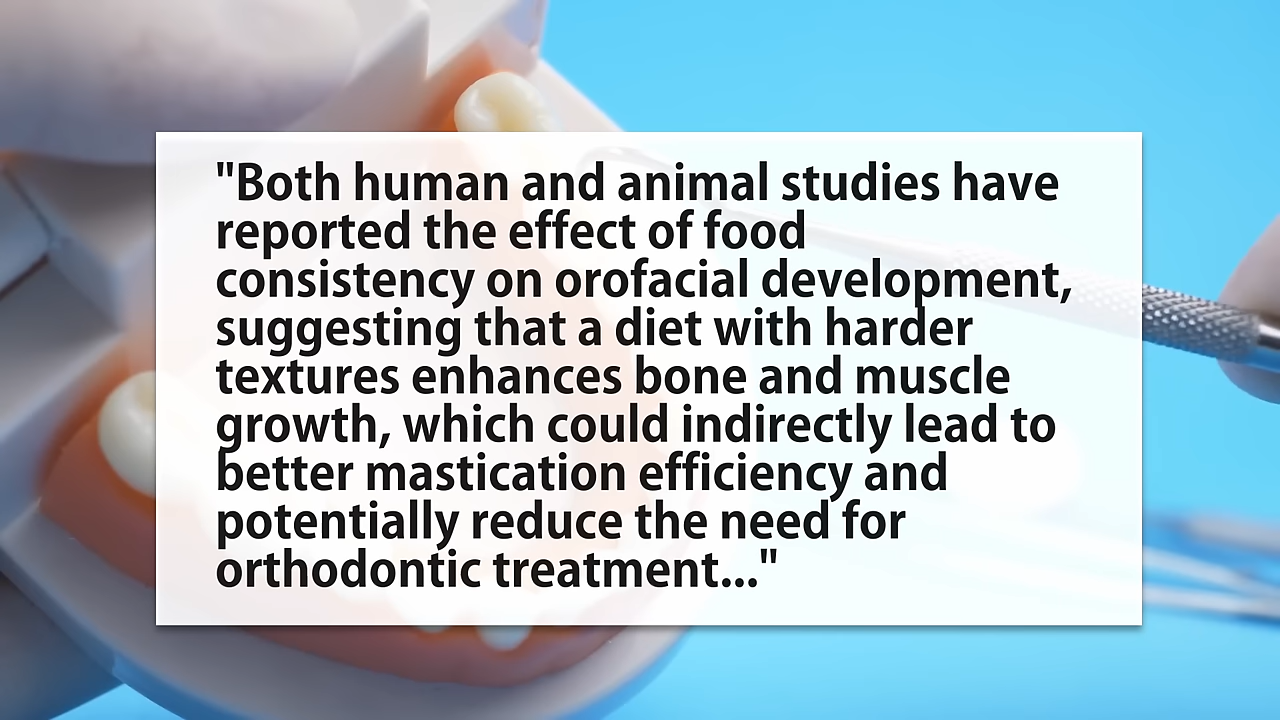 "Both human and animal studies have
reported the effect of food
consistency on orofacial development,
suggesting that a diet with harder
textures enhances bone and muscle
growth, which could indirectly lead to
better mastication efficiency and
potentially reduce the need for
orthodontic treatment..."